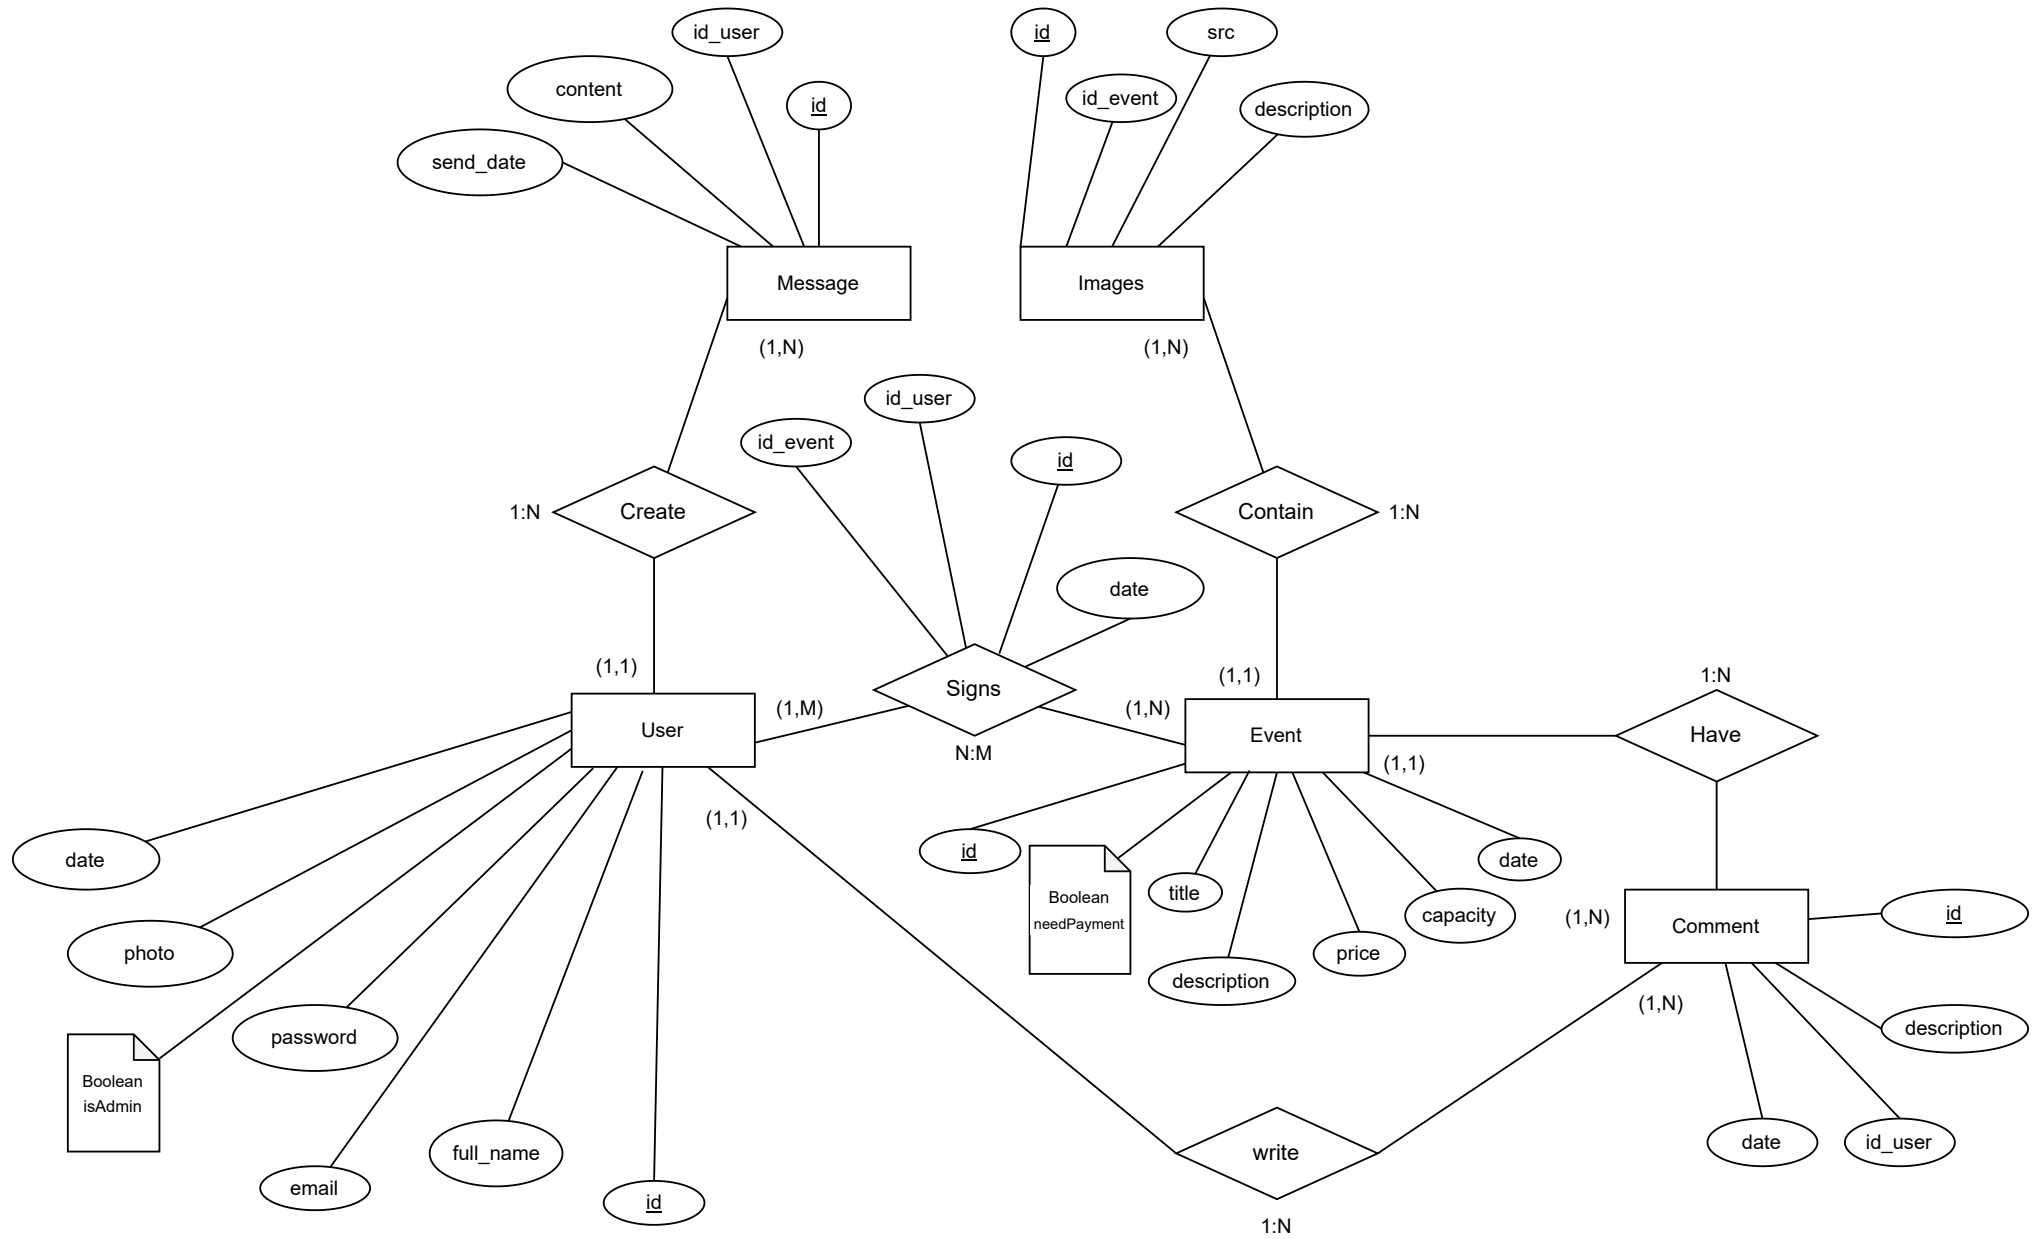 id_user
id
src
content
id_event
id
description
send_date
Message
Images
(1,N)
(1,N)
id_user
id_event
id
1:N
Create
Contain
1:N
date
(1,1)
Signs
(1,1)
1:N
(1,M)
(1,N)
User
Event
Have
N:M
(1,1)
(1,1)
date
id
Boolean
needPayment
title
date
capacity
(1,N)
Comment
id
photo
price
description
(1,N)
password
description
Boolean
isAdmin
full_name
write
date
id_user
email
id
1:N